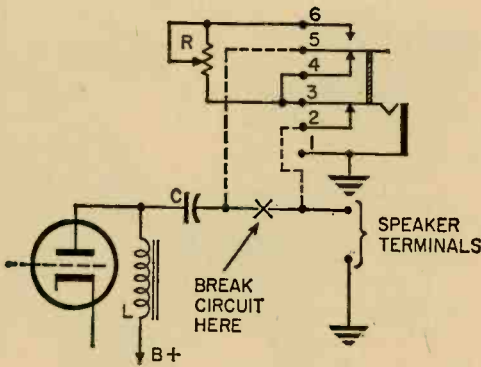 6
R
5
4
3
2
1
C
SPEAKER
TERMINALS
BREAK
CIRCUIT
HERE
L
B+